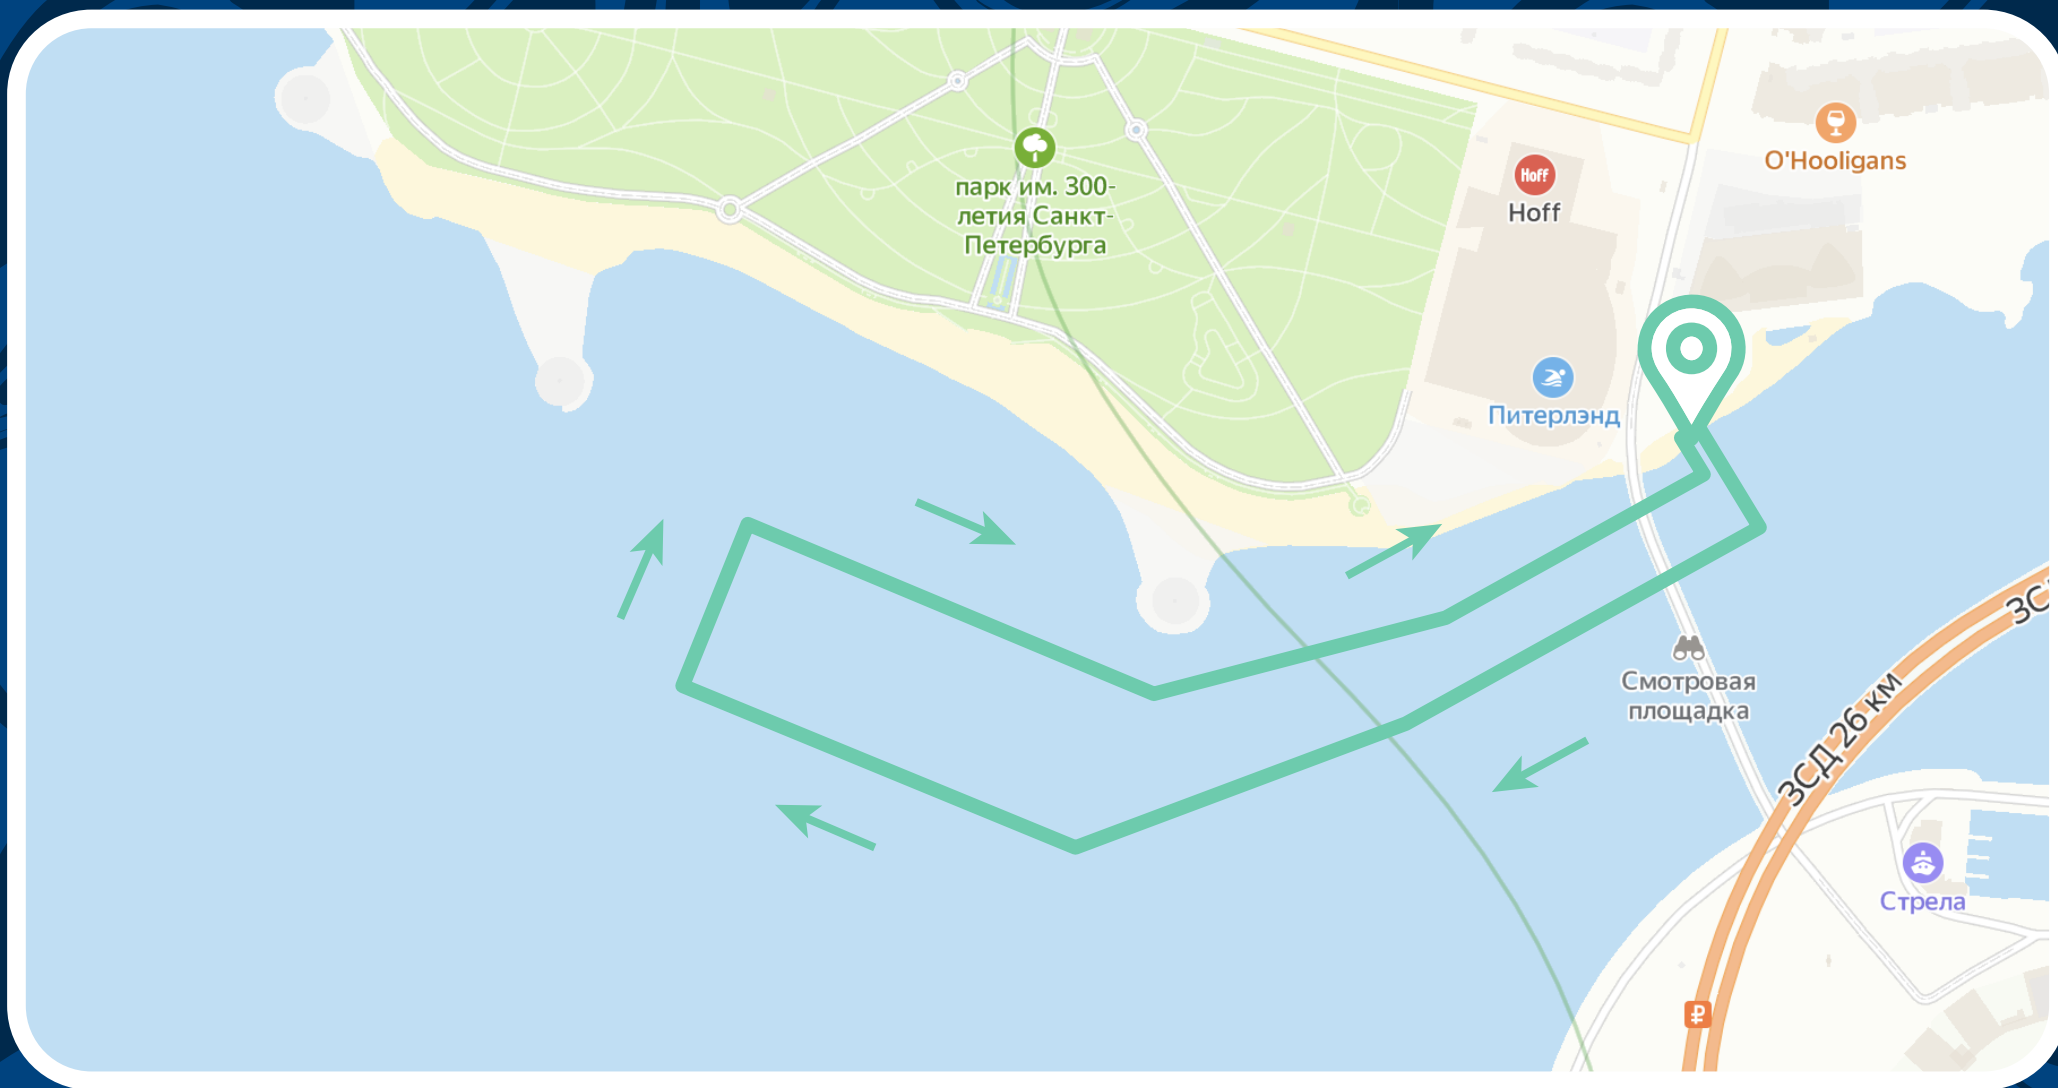 O'Hooligans
Hoff
Hoff
парк им. 300-
летия Санкт-
Петербурга
Питерлэнд
ЗС
Смотровая
площадка
ЗСД 26 км
Стрела
₽